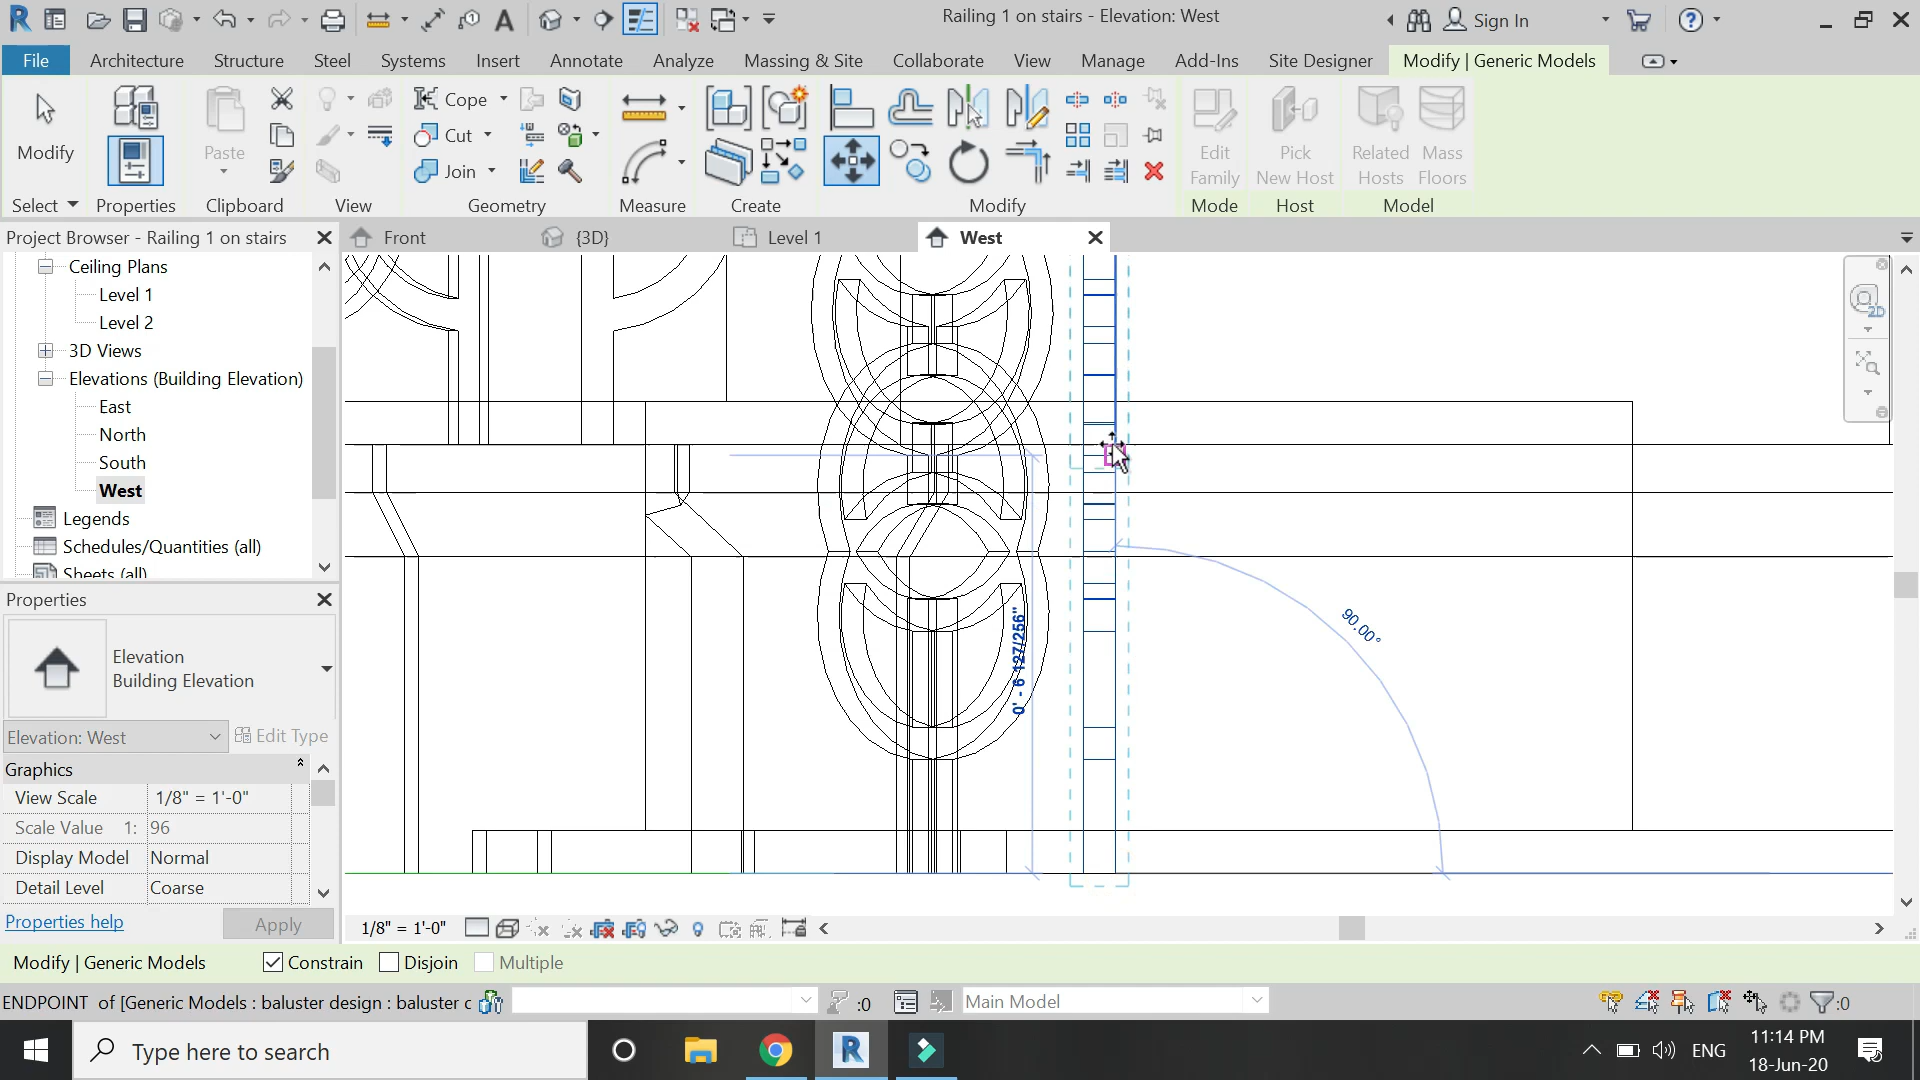 Railing 1 on stairs - Elevation: West
Sign In
File
Architecture
Structure
Steel
Systems
Insert
Annotate
Analyze
Massing & Site
Collaborate
View
Manage
Add-Ins
Site Designer
Modify | Generic Models
Modify
Paste
Cope
Cut
Join
Edit
Family
Pick
New Host
Related
Hosts
Mass
Floors
Select
Properties
Clipboard
View
Geometry
Measure
Create
Modify
Mode
Host
Model
Project Browser - Railing 1 on stairs
Front
{3D}
Level 1
West
Ceiling Plans
Level 1
Level 2
3D Views
Elevations (Building Elevation)
East
North
South
West
Legends
Schedules/Quantities (all)
Sheets (all)
2D
0' - 6 127/256"
90.00°
Properties
Elevation
Building Elevation
Elevation: West
Edit Type
Graphics
View Scale
1/8" = 1'-0"
Scale Value 1:
96
Display Model
Normal
Detail Level
Coarse
Properties help
Apply
1/8" = 1'-0"
Modify | Generic Models
Constrain
Disjoin
Multiple
ENDPOINT of [Generic Models : baluster design : baluster c
:0
Main Model
:0
Type here to search
ENG
11:14 PM
18-Jun-20